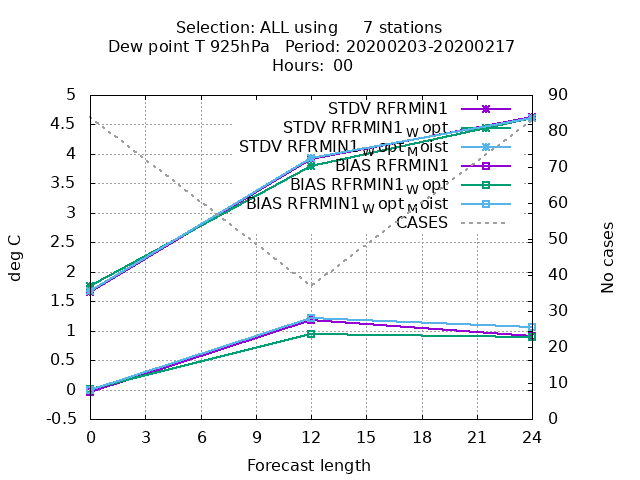 Selection: ALL using     7 stations
Dew point T 925hPa   Period: 20200203-20200217
Hours:  00
5
4.5
4
3.5
3
2.5
2
1.5
1
0.5
0
-0.5
deg C
90
80
70
60
50
40
30
20
10
0
No cases
STDV RFRMIN1
STDV RFRMIN1_W opt
STDV RFRMIN1_W opt_M oist
BIAS RFRMIN1
BIAS RFRMIN1_W opt
BIAS RFRMIN1_W opt_M oist
CASES
0 3 6 9 12 15 18 21 24
Forecast length